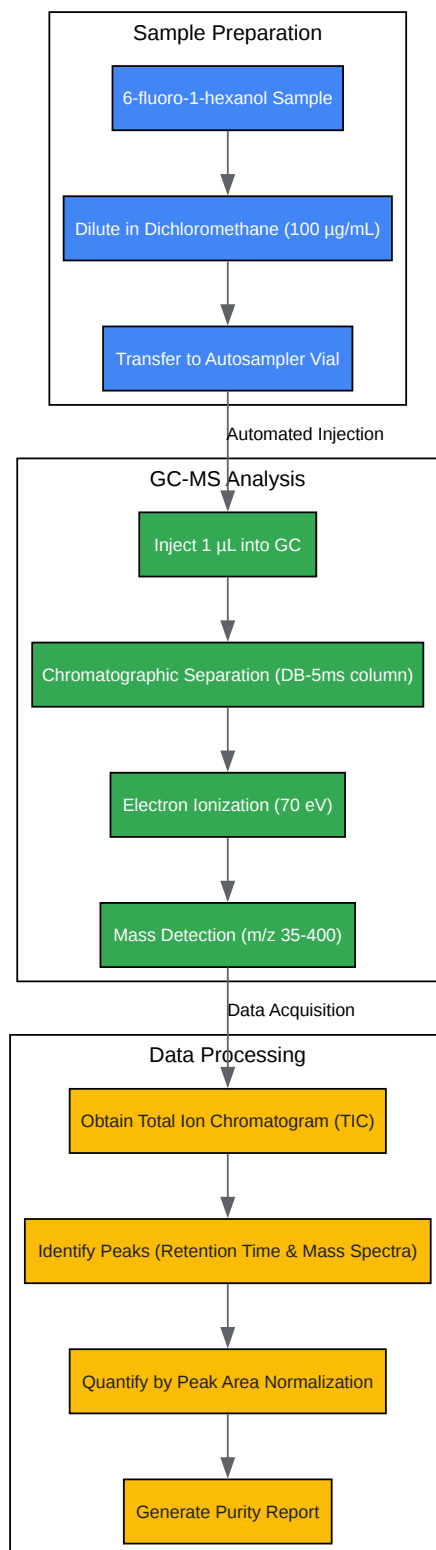 Sample Preparation
6-fluoro-1-hexanol Sample
Dilute in Dichloromethane (100 µg/mL)
Transfer to Autosampler Vial
Automated Injection
GC-MS Analysis
Inject 1 µL into GC
Chromatographic Separation (DB-5ms column)
Electron Ionization (70 eV)
Mass Detection (m/z 35-400)
Data Acquisition
Data Processing
Obtain Total Ion Chromatogram (TIC)
Identify Peaks (Retention Time & Mass Spectra)
Quantify by Peak Area Normalization
Generate Purity Report